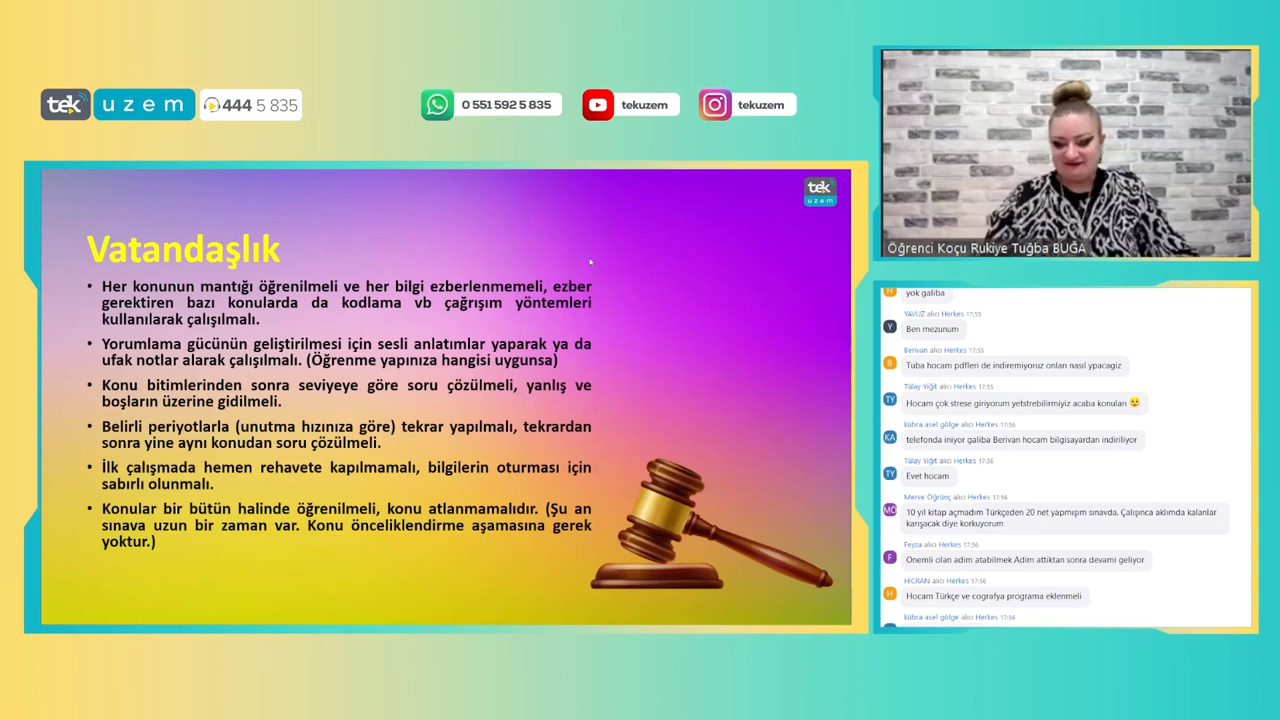 tek uzem 444 5 835
0 551 592 5 835
tekuzem
tekuzem
tek
uzem
Vatandaşlık
• Her konunun mantığı öğrenilmeli ve her bilgi ezberlenmemeli, ezber
gerektiren bazı konularda da kodlama vb çağrışım yöntemleri
kullanılarak çalışılmalı.
• Yorumlama gücünün geliştirilmesi için sesli anlatımlar yaparak ya da
ufak notlar alarak çalışılmalı. (Öğrenme yapınıza hangisi uygunsa)
• Konu bitimlerinden sonra seviyeye göre soru çözülmeli, yanlış ve
boşların üzerine gidilmeli.
• Belirli periyotlarla (unutma hızınıza göre) tekrar yapılmalı, tekrardan
sonra yine aynı konudan soru çözülmeli.
• İlk çalışmada hemen rehavete kapılmamalı, bilgilerin oturması için
sabırlı olunmalı.
• Konular bir bütün halinde öğrenilmeli, konu atlanmamalıdır. (Şu an
sınava uzun bir zaman var. Konu önceliklendirme aşamasına gerek
yoktur.)
Öğrenci Koçu Rukiye Tuğba BUĞA
H
yok galiba
YAVUZ alıcı Herkes 17:55
Y
Ben mezunum
Berivan alıcı Herkes 17:55
B
Tuba hocam pdfleri de indiremiyoruz onları nasıl ypacagiz
Tülay Yiğit alıcı Herkes 17:55
TY
Hocam çok strese giriyorum yetstrebilirmiyiz acaba konuları
kübra asel gölge alıcı Herkes 17:56
KA
telefonda iniyor galiba Berivan hocam bilgisayardan indiriliyor
Tülay Yiğit alıcı Herkes 17:56
TY
Evet hocam
Merve Öğrünç alıcı Herkes 17:56
MÖ
10 yil kitap açmadım Türkçeden 20 net yapmışım sınavda. Çalışınca aklımda kalanlar
karışacak diye korkuyorum
Feyza alıcı Herkes 17:56
F
Onemli olan adim atabilmek Adim attiktan sonra devami geliyor
HİCRAN alıcı Herkes 17:56
H
Hocam Türkçe ve cografya programa eklenmeli
kübra asel gölge alıcı Herkes 17:56